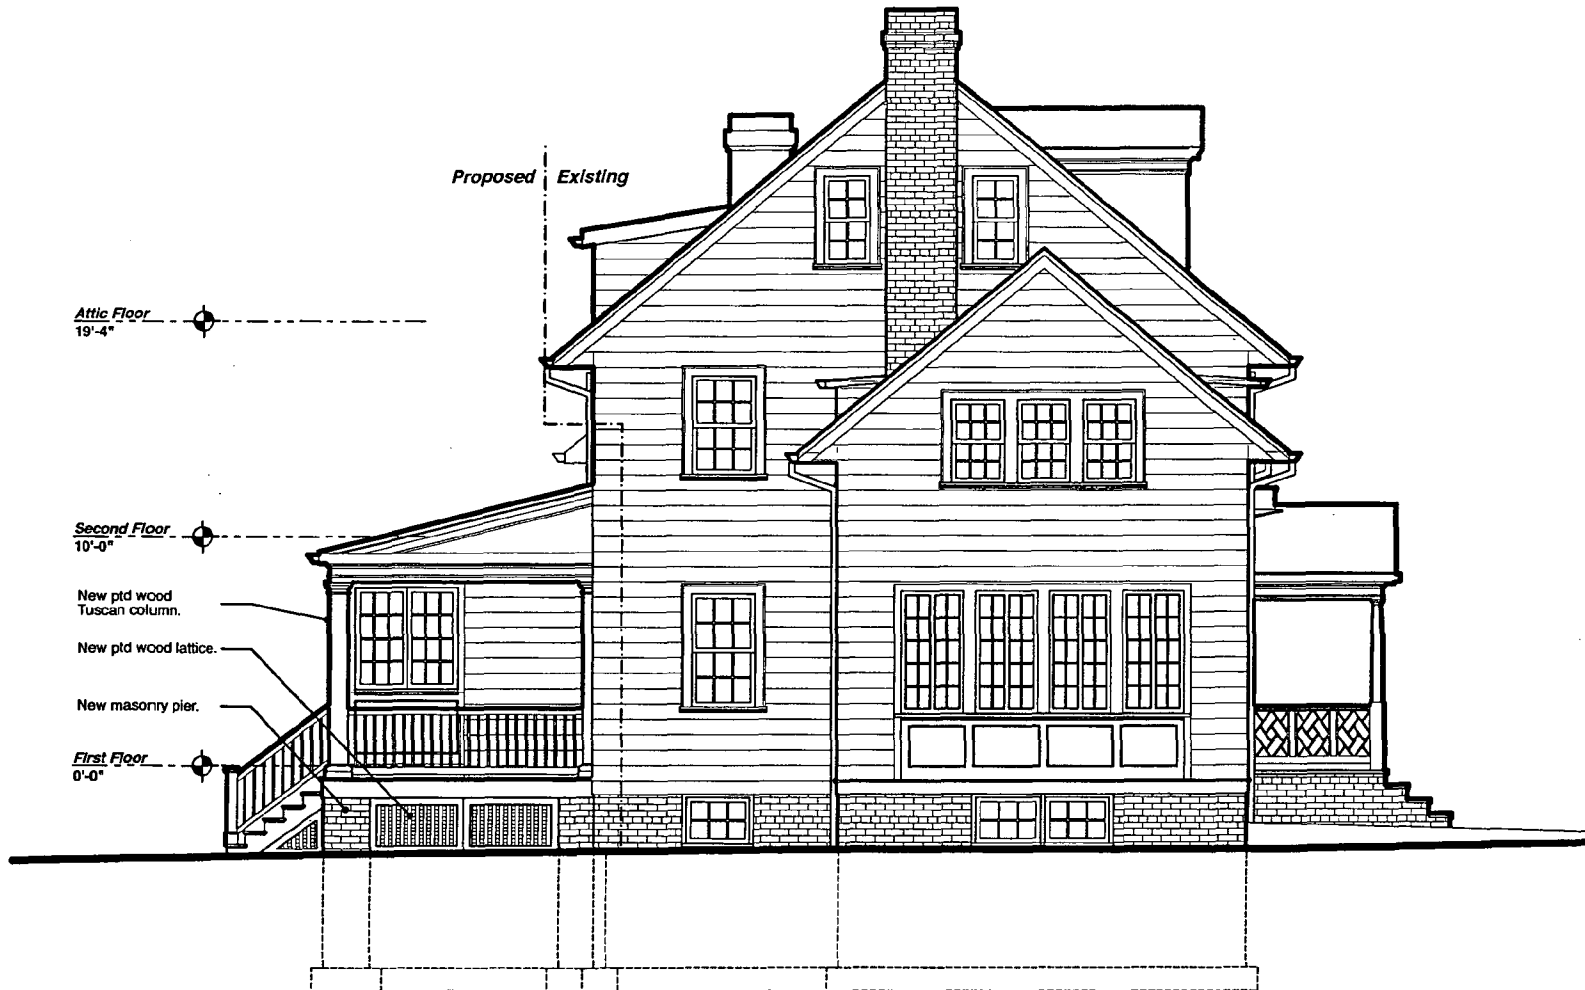 Proposed Existing
Attic Floor
19'-4"
Second Floor
10'-0"
New ptd wood
Tuscan column.
New ptd wood lattice.
New masonry pier.
First Floor
0'-0"